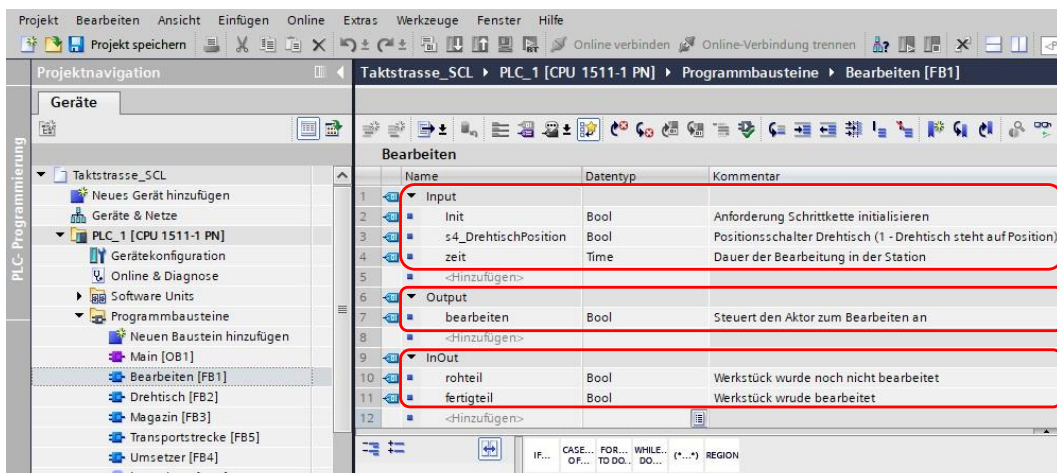 Projekt Bearbeiten Ansicht Einfügen Online Extras Werkzeuge Fenster Hilfe
Projekt speichern Online verbinden Online-Verbindung trennen
Projektnavigation
Taktstrasse_SCL PLC_1 [CPU 1511-1 PN] Programmbausteine Bearbeiten [FB1]
Geräte
PLC-Programmierung
Bearbeiten
Name Datentyp Kommentar
1 Input
2 Init Bool Anforderung Schrittkette initialisieren
3 s4_DrehtischPosition Bool Positionsschalter Drehtisch (1 - Drehtisch steht auf Position)
4 zeit Time Dauer der Bearbeitung in der Station
5 <Hinzufügen>
6 Output
7 bearbeiten Bool Steuert den Aktor zum Bearbeiten an
8 <Hinzufügen>
9 InOut
10 rohteil Bool Werkstück wurde noch nicht bearbeitet
11 fertigteil Bool Werkstück wrude bearbeitet
12 <Hinzufügen>
Taktstrasse_SCL
Neues Gerät hinzufügen
Geräte & Netze
PLC_1 [CPU 1511-1 PN]
Gerätekonfiguration
Online & Diagnose
Software Units
Programmbausteine
Neuen Baustein hinzufügen
Main [OB1]
Bearbeiten [FB1]
Drehtisch [FB2]
Magazin [FB3]
Transportstrecke [FB5]
Umsetzer [FB4]
IF... CASE... OF... FOR... TO DO... WHILE... DO... (*...*) REGION